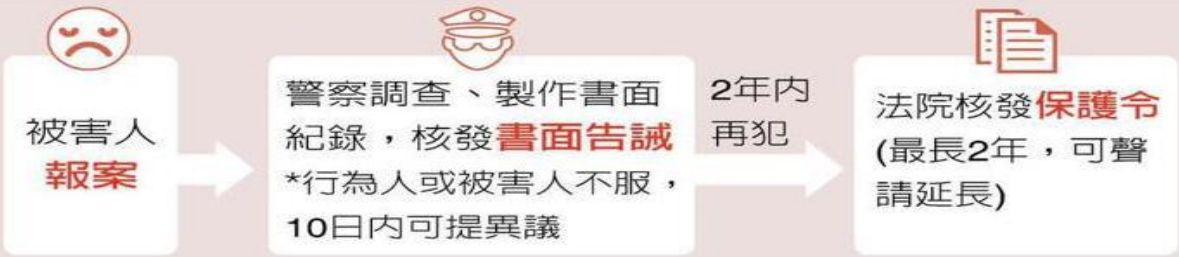 被害人
報案
警察調查、製作書面
紀錄，核發書面告誡
*行為人或被害人不服，
10日內可提異議
2年內
再犯
法院核發保護令
(最長2年，可聲
請延長)